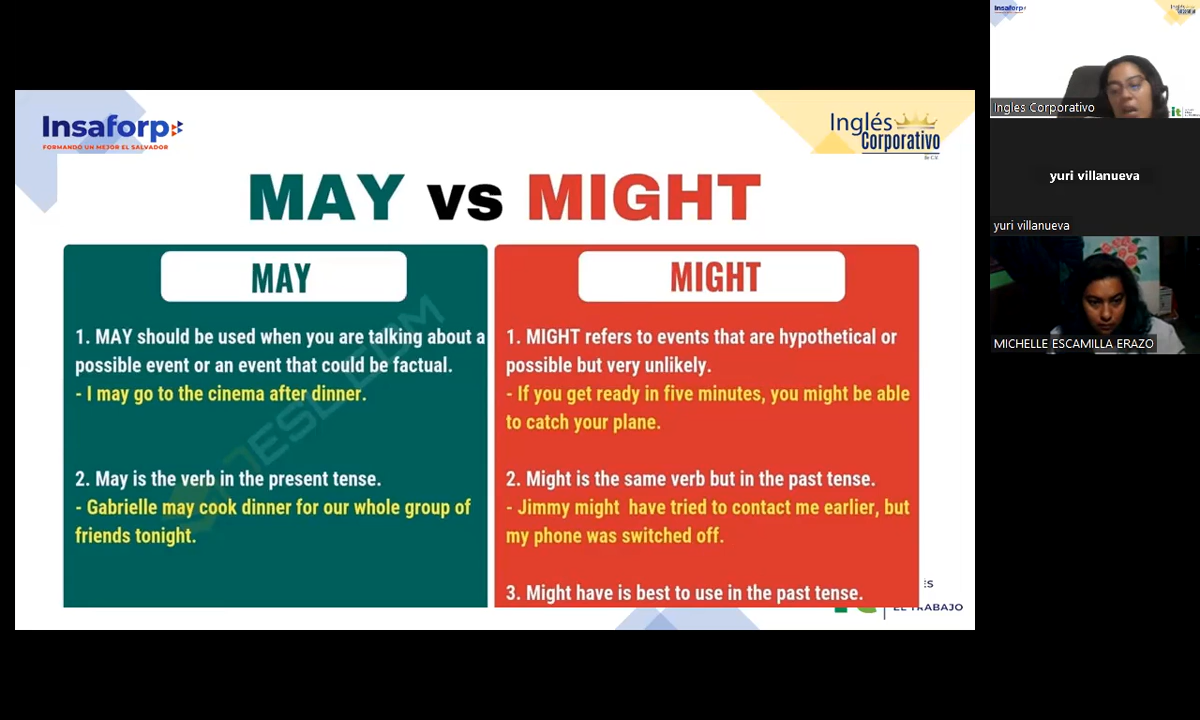 Insaforp
FORMANDO UN MEJOR EL SALVADOR
Inglés
Corporativo
MAY vs MIGHT
MAY
1. MAY should be used when you are talking about a
possible event or an event that could be factual.
- I may go to the cinema after dinner.
2. May is the verb in the present tense.
- Gabrielle may cook dinner for our whole group of
friends tonight.
MIGHT
1. MIGHT refers to events that are hypothetical or
possible but very unlikely.
- If you get ready in five minutes, you might be able
to catch your plane.
2. Might is the same verb but in the past tense.
- Jimmy might have tried to contact me earlier, but
my phone was switched off.
3. Might have is best to use in the past tense.
ÉS
EL TRABAJO
Insaforp
Ingles Corporativo
yuri villanueva
yuri villanueva
MICHELLE ESCAMILLA ERAZO